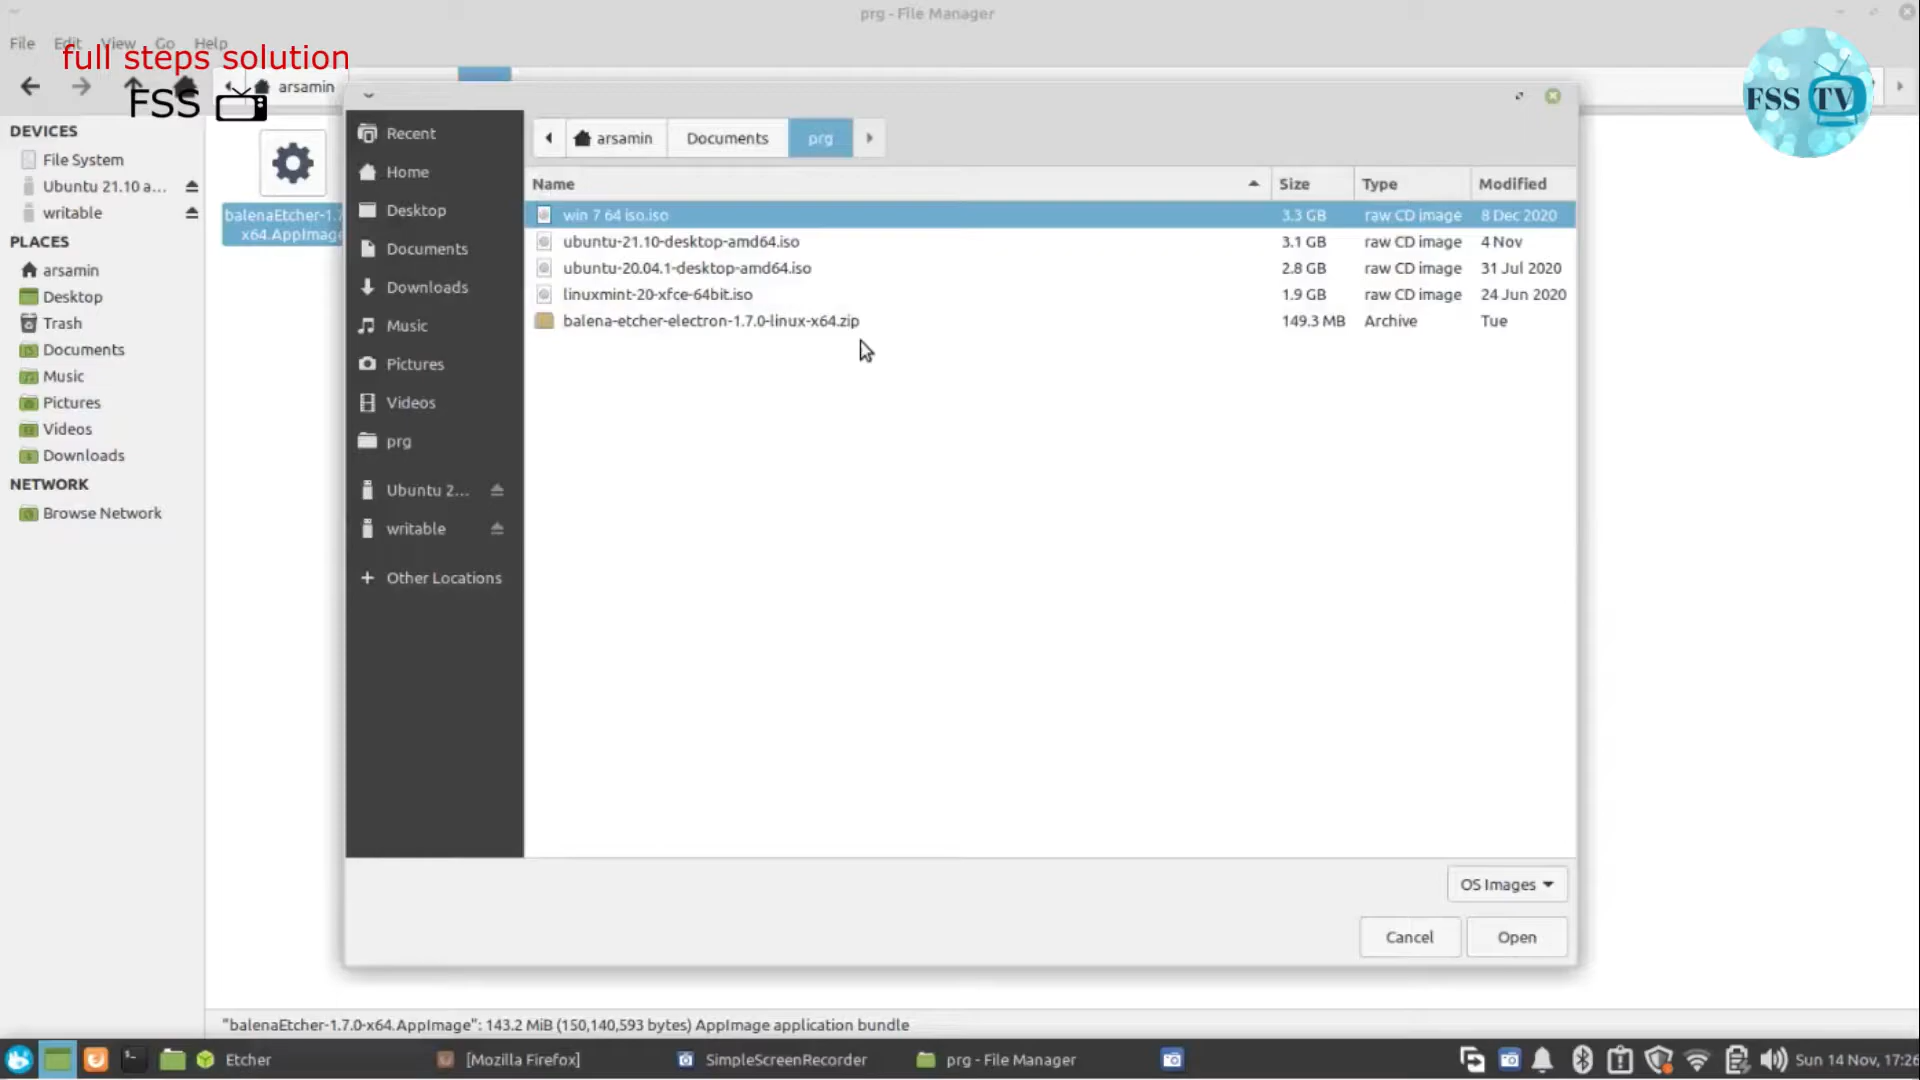 prg - File Manager
File Edit View Go Help
full steps solution
FSS
FSS TV
arsamin
DEVICES
File System
Ubuntu 21.10 a...
writable
PLACES
arsamin
Desktop
Trash
Documents
Music
Pictures
Videos
Downloads
NETWORK
Browse Network
balenaEtcher-1.7
x64.AppImage
Recent
Home
Desktop
Documents
Downloads
Music
Pictures
Videos
prg
Ubuntu 2...
writable
Other Locations
arsamin Documents prg
Name Size Type Modified
win 7 64 iso.iso 3.3 GB raw CD image 8 Dec 2020
ubuntu-21.10-desktop-amd64.iso 3.1 GB raw CD image 4 Nov
ubuntu-20.04.1-desktop-amd64.iso 2.8 GB raw CD image 31 Jul 2020
linuxmint-20-xfce-64bit.iso 1.9 GB raw CD image 24 Jun 2020
balena-etcher-electron-1.7.0-linux-x64.zip 149.3 MB Archive Tue
OS Images
Cancel Open
"balenaEtcher-1.7.0-x64.AppImage": 143.2 MiB (150,140,593 bytes) AppImage application bundle
Etcher [Mozilla Firefox] SimpleScreenRecorder prg - File Manager Sun 14 Nov, 17:26